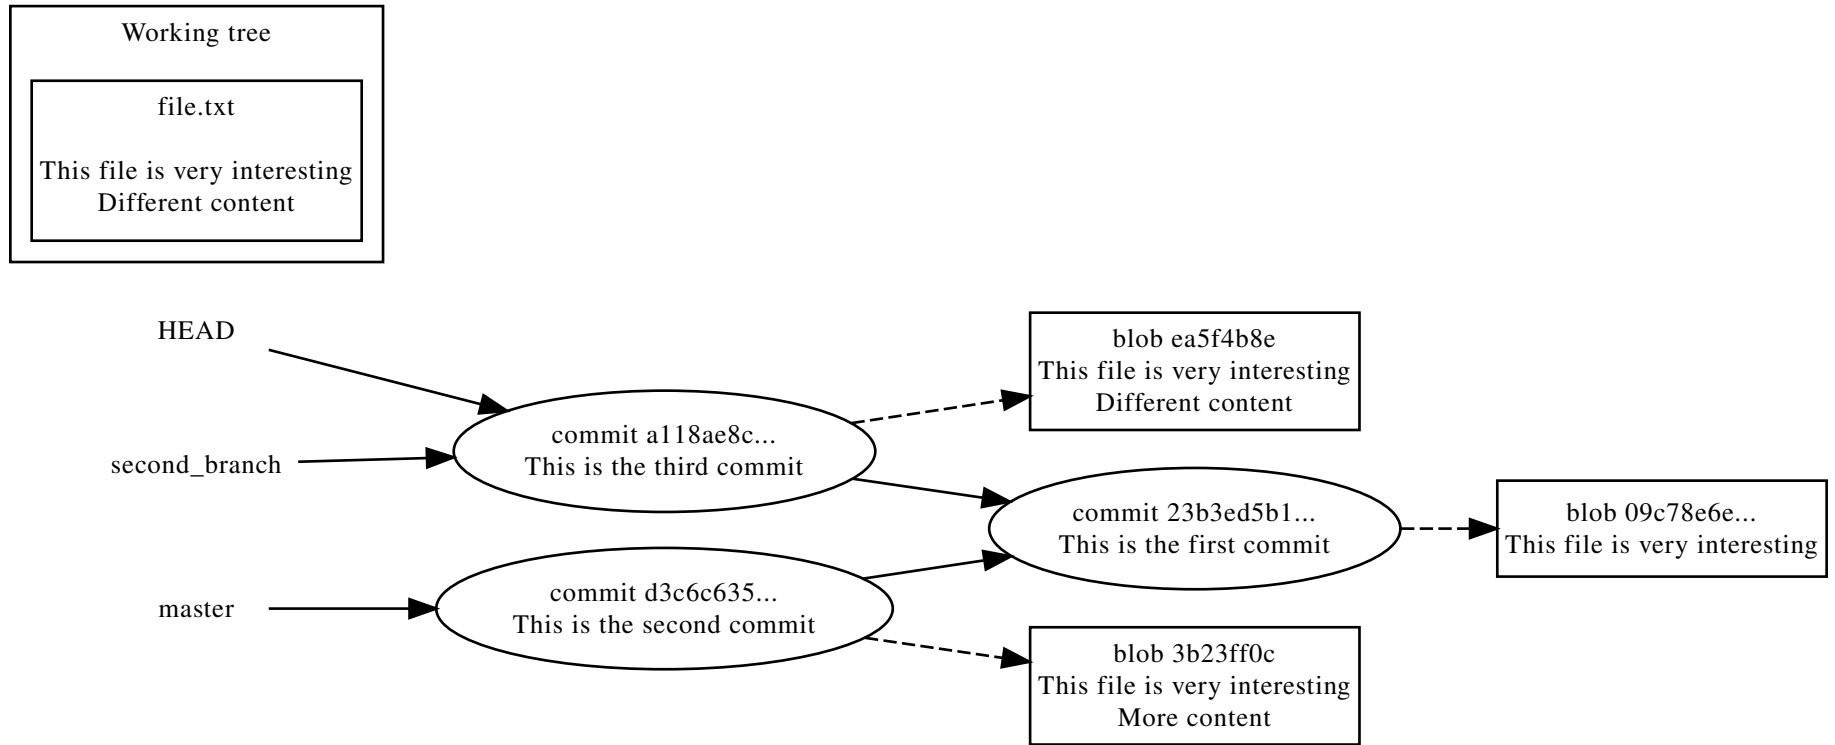 Working tree
file.txt
This file is very interesting
Different content
HEAD
second_branch
master
commit a118ae8c...
This is the third commit
commit d3c6c635...
This is the second commit
blob ea5f4b8e
This file is very interesting
Different content
commit 23b3ed5b1...
This is the first commit
blob 3b23ff0c
This file is very interesting
More content
blob 09c78e6e...
This file is very interesting